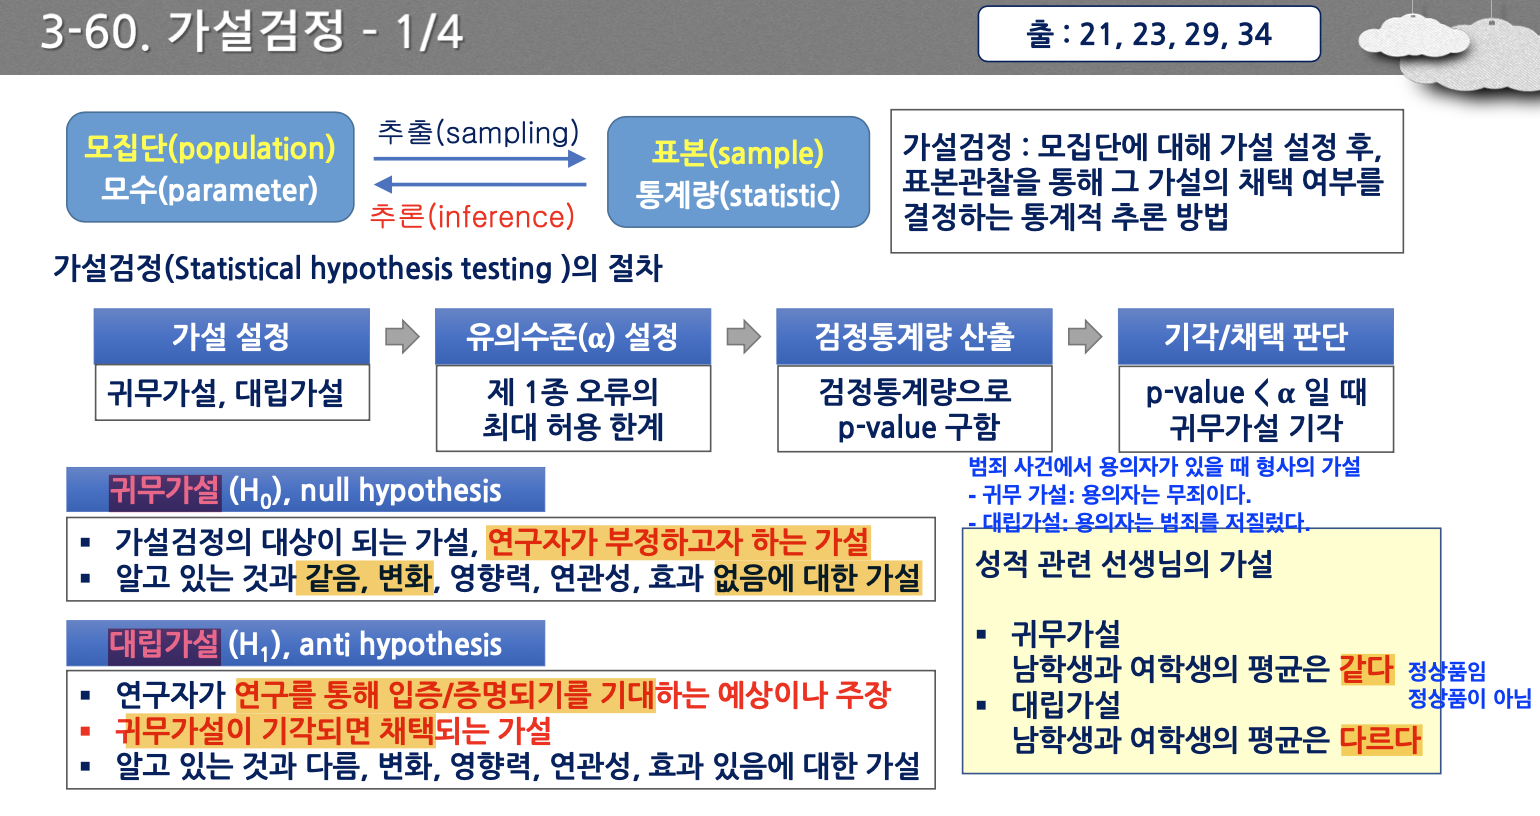 3-60. 가설검정 - 1/4
출 : 21, 23, 29, 34
모집단(population)
모수(parameter)
추출(sampling)
추론(inference)
표본(sample)
통계량(statistic)
가설검정 : 모집단에 대해 가설 설정 후,
표본관찰을 통해 그 가설의 채택 여부를
결정하는 통계적 추론 방법
가설검정(Statistical hypothesis testing )의 절차
가설 설정
귀무가설, 대립가설
유의수준(α) 설정
제 1종 오류의
최대 허용 한계
검정통계량 산출
검정통계량으로
p-value 구함
기각/채택 판단
p-value < α 일 때
귀무가설 기각
귀무가설 (H₀), null hypothesis
▪ 가설검정의 대상이 되는 가설, 연구자가 부정하고자 하는 가설
▪ 알고 있는 것과 같음, 변화, 영향력, 연관성, 효과 없음에 대한 가설
대립가설 (H₁), anti hypothesis
▪ 연구자가 연구를 통해 입증/증명되기를 기대하는 예상이나 주장
▪ 귀무가설이 기각되면 채택되는 가설
▪ 알고 있는 것과 다름, 변화, 영향력, 연관성, 효과 있음에 대한 가설
범죄 사건에서 용의자가 있을 때 형사의 가설
- 귀무 가설: 용의자는 무죄이다.
- 대립가설: 용의자는 범죄를 저질렀다.
성적 관련 선생님의 가설
▪ 귀무가설
남학생과 여학생의 평균은 같다
▪ 대립가설
남학생과 여학생의 평균은 다르다
정상품임
정상품이 아님